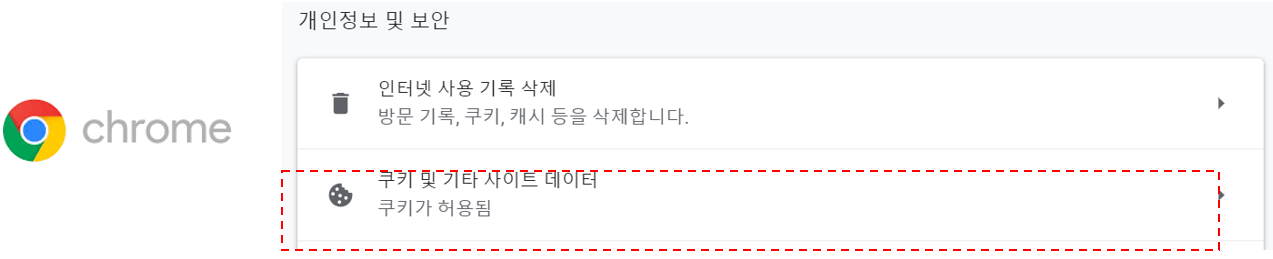 개인정보 및 보안
인터넷 사용 기록 삭제
방문 기록, 쿠키, 캐시 등을 삭제합니다.
chrome
쿠키 및 기타 사이트 데이터
쿠키가 허용됨